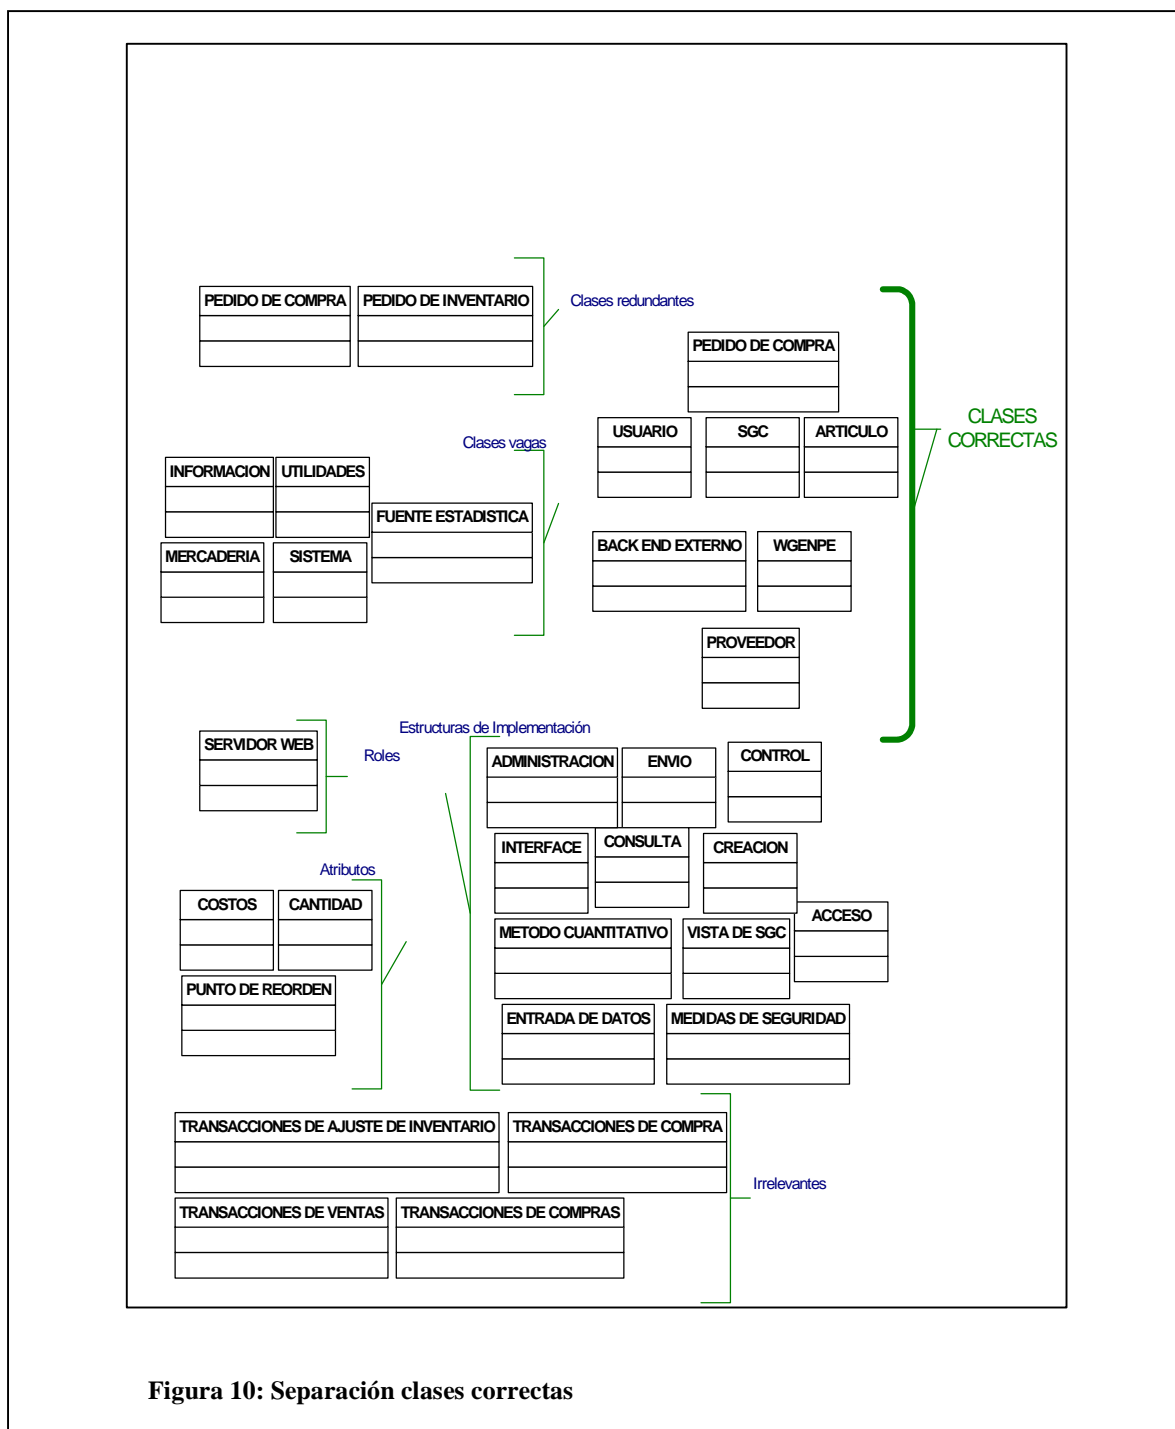 PEDIDO DE COMPRA
PEDIDO DE INVENTARIO
Clases redundantes
PEDIDO DE COMPRA
CLASES
CORRECTAS
USUARIO
SGC
ARTICULO
Clases vagas
INFORMACION
UTILIDADES
FUENTE ESTADISTICA
MERCADERIA
SISTEMA
BACK END EXTERNO
WGENPE
PROVEEDOR
SERVIDOR WEB
Roles
Estructuras de Implementación
ADMINISTRACION
ENVIO
CONTROL
INTERFACE
CONSULTA
CREACION
Atributos
COSTOS
CANTIDAD
METODO CUANTITATIVO
VISTA DE SGC
ACCESO
PUNTO DE REORDEN
ENTRADA DE DATOS
MEDIDAS DE SEGURIDAD
TRANSACCIONES DE AJUSTE DE INVENTARIO
TRANSACCIONES DE COMPRA
Irrelevantes
TRANSACCIONES DE VENTAS
TRANSACCIONES DE COMPRAS
Figura 10: Separación clases correctas